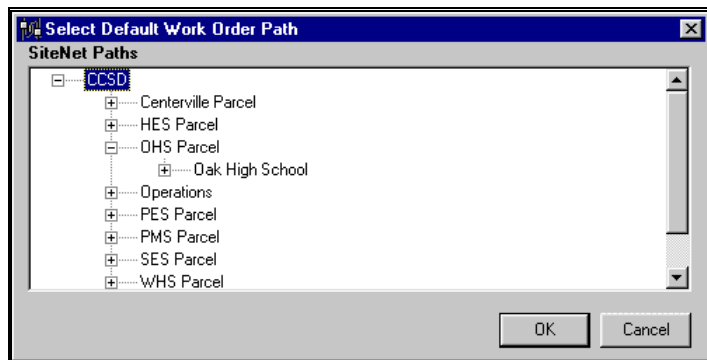 Select Default Work Order Path
SiteNet Paths
CCSD
Centerville Parcel
HES Parcel
OHS Parcel
Oak High School
Operations
PES Parcel
PMS Parcel
SES Parcel
WHS Parcel
OK Cancel